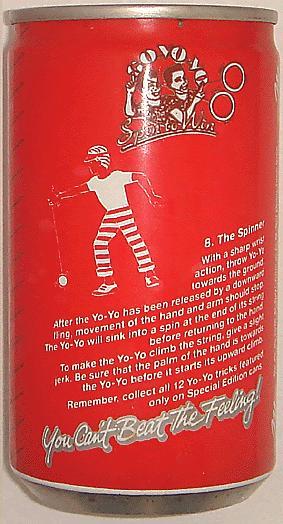 YOYOYO
Spin to Win
8. The Spinner
With a sharp wrist
action, throw Yo-Yo
towards the ground.
After the Yo-Yo has been released by a downward
fling, movement of the hand and arm should stop.
The Yo-Yo will sink into a spin at the end of its string
before returning to the hand.
To make the Yo-Yo climb the string, give a slight
jerk. Be sure that the palm of the hand is towards
the Yo-Yo before it starts its upward climb.
Remember, collect all 12 Yo-Yo tricks featured
only on Special Edition cans.
You Can't Beat The Feeling!